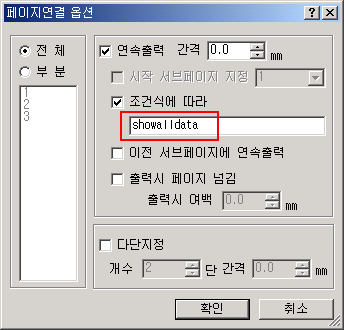 페이지연결 옵션
전 체
부 분
1
2
3
연속출력 간격 0.0 mm
시작 서브페이지 지정 1
조건식에 따라
showalldata
이전 서브페이지에 연속출력
출력시 페이지 넘김
출력시 여백 0.0 mm
다단지정
개수 2 단 간격 0.0 mm
확인 취소